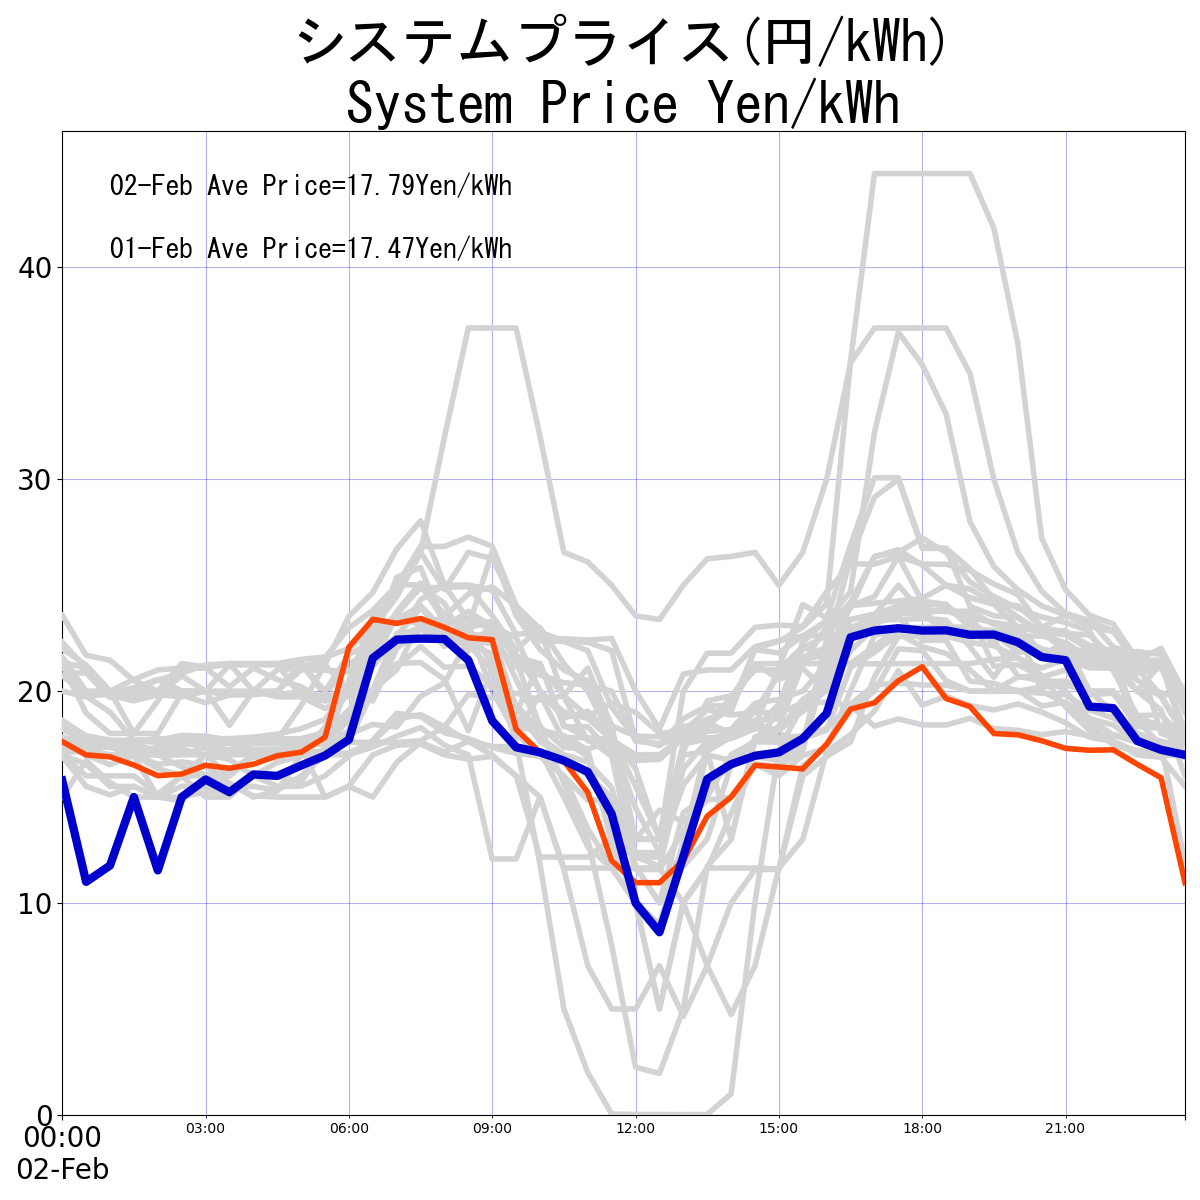 システムプライス(円/kWh)
System Price Yen/kWh
02-Feb Ave Price=17.79Yen/kWh
01-Feb Ave Price=17.47Yen/kWh
40
30
20
10
0
00:00 03:00 06:00 09:00 12:00 15:00 18:00 21:00
02-Feb